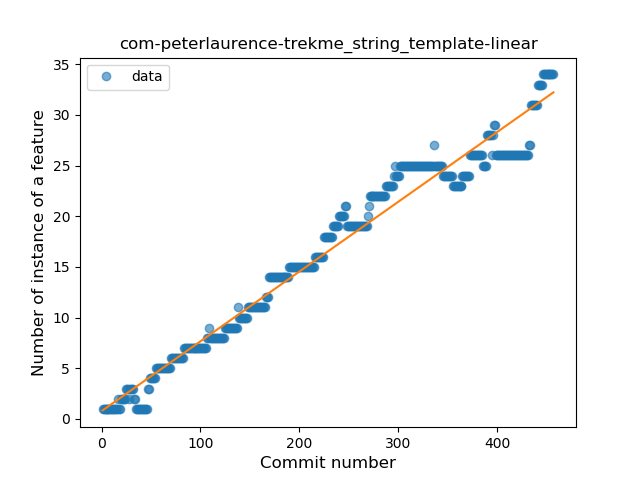 com-peterlaurence-trekme_string_template-linear
data
Number of instance of a feature
35
30
25
20
15
10
5
0
0 100 200 300 400
Commit number